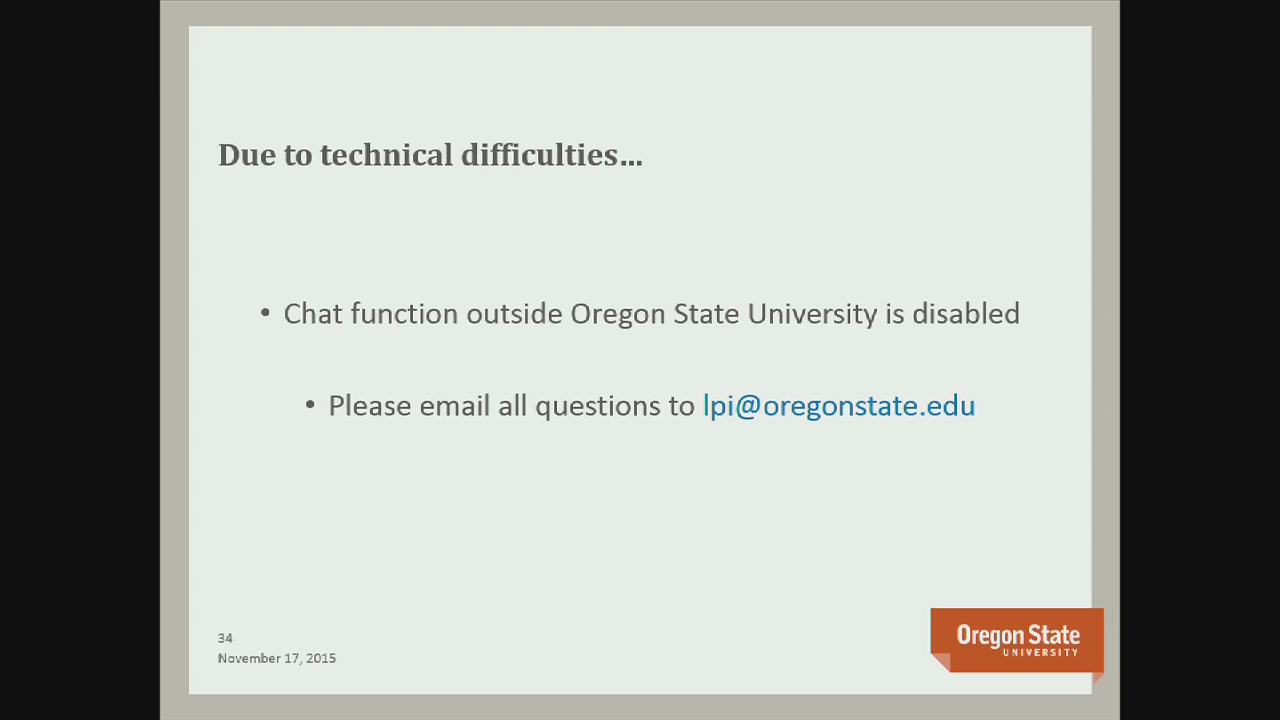 Due to technical difficulties…
• Chat function outside Oregon State University is disabled
• Please email all questions to lpi@oregonstate.edu
34
November 17, 2015
Oregon State
UNIVERSITY